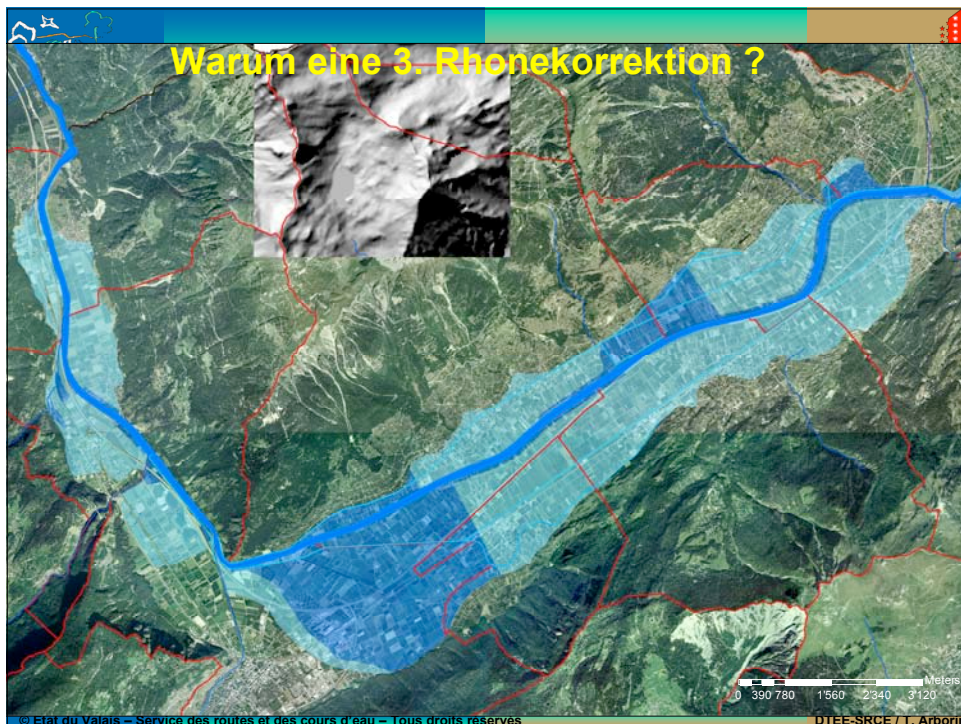 Warum eine 3. Rhonekorrektion ?
Meters
0 390 780 1'560 2'340 3'120
© Etat du Valais – Service des routes et des cours d'eau – Tous droits réservés
DTEE-SRCE / T. Arborino